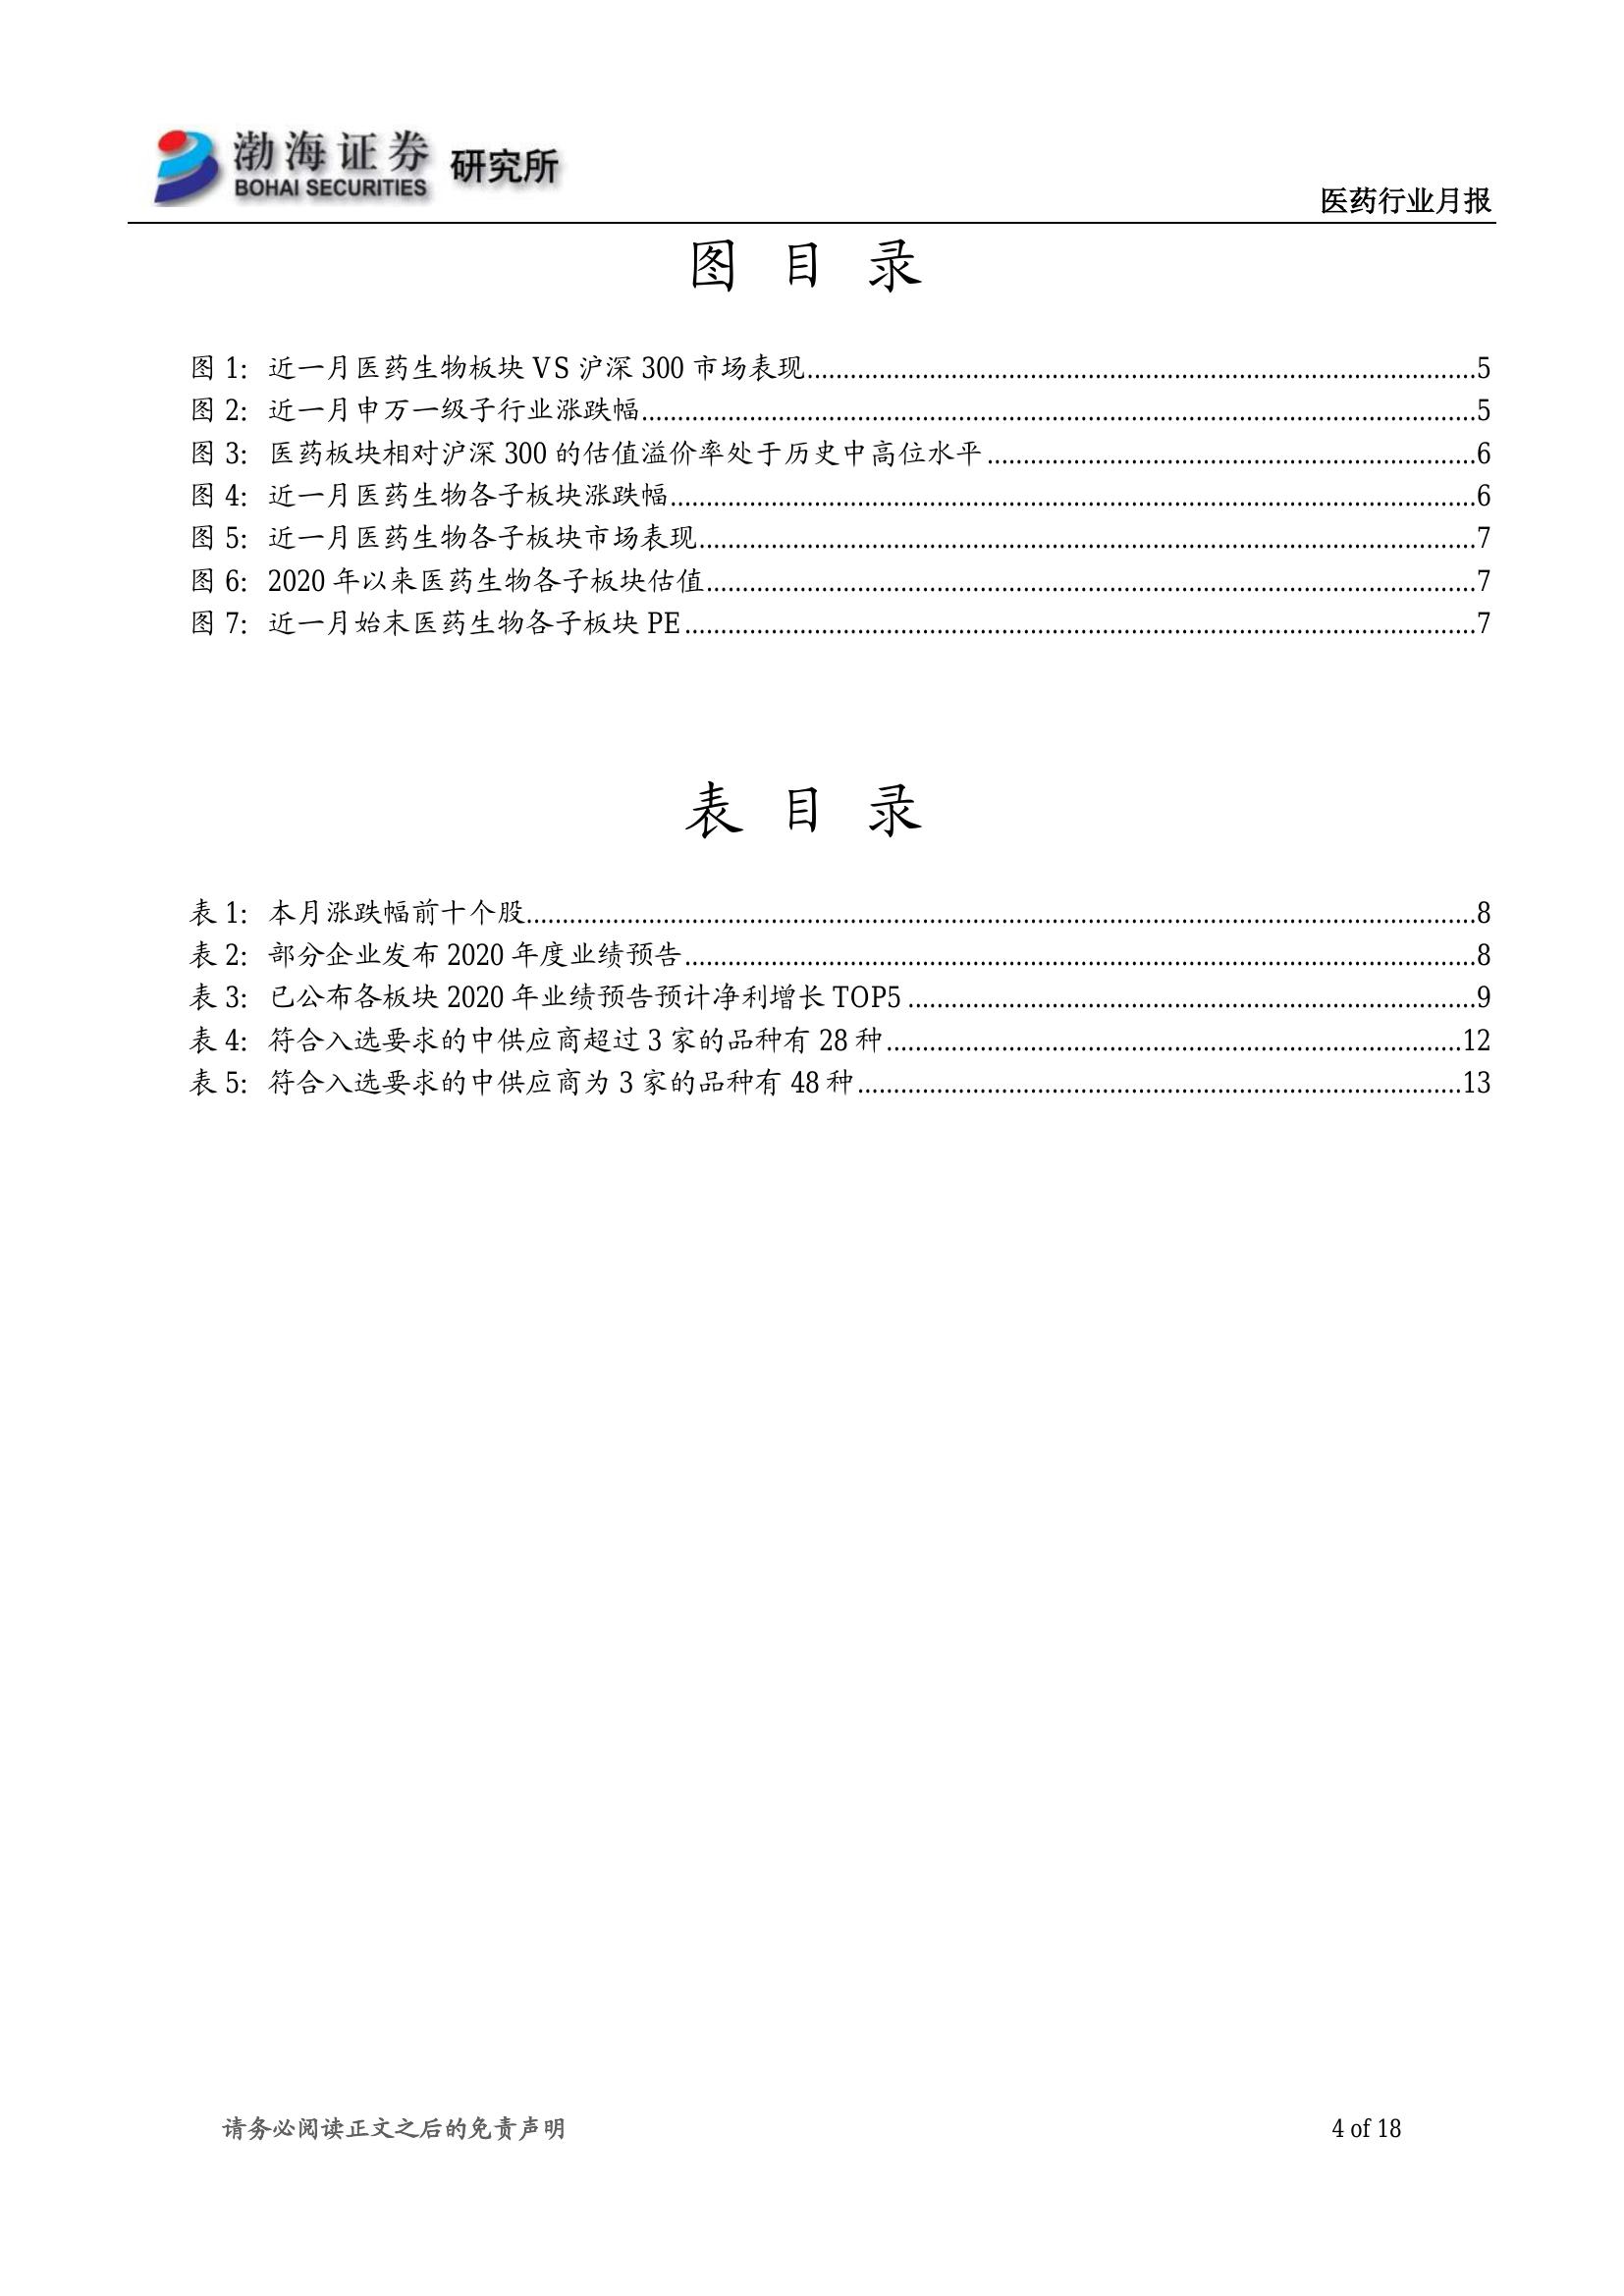 渤海证券
BOHAI SECURITIES
研究所
医药行业月报
图 目 录
图 1: 近一月医药生物板块 VS 沪深 300 市场表现........................5
图 2: 近一月申万一级子行业涨跌幅........................5
图 3: 医药板块相对沪深 300 的估值溢价率处于历史中高位水平........................6
图 4: 近一月医药生物各子板块涨跌幅........................6
图 5: 近一月医药生物各子板块市场表现........................7
图 6: 2020 年以来医药生物各子板块估值........................7
图 7: 近一月始末医药生物各子板块 PE........................7
表 目 录
表 1: 本月涨跌幅前十个股........................8
表 2: 部分企业发布 2020 年度业绩预告........................8
表 3: 已公布各板块 2020 年业绩预告预计净利增长 TOP5........................9
表 4: 符合入选要求的中供应商超过 3 家的品种有 28 种........................12
表 5: 符合入选要求的中供应商为 3 家的品种有 48 种........................13
请务必阅读正文之后的免责声明
4 of 18